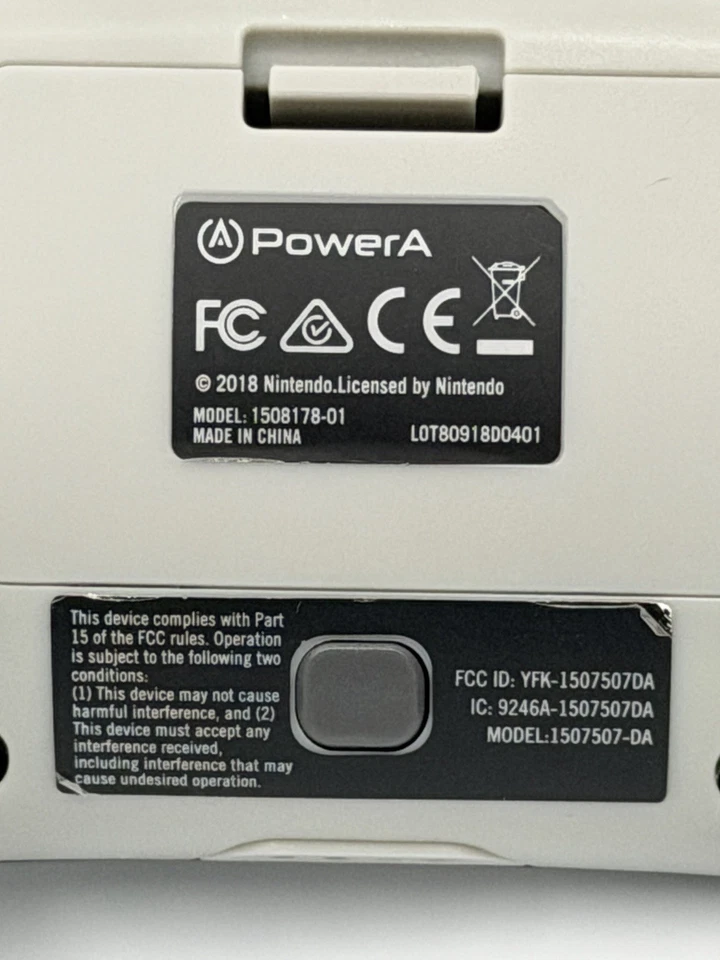 PowerA
FC CE
© 2018 Nintendo.Licensed by Nintendo
MODEL: 1508178-01
MADE IN CHINA LOT80918D0401
This device complies with Part
15 of the FCC rules. Operation
is subject to the following two
conditions:
(1) This device may not cause
harmful interference, and (2)
This device must accept any
interference received,
including interference that may
cause undesired operation.
FCC ID: YFK-1507507DA
IC: 9246A-1507507DA
MODEL:1507507-DA